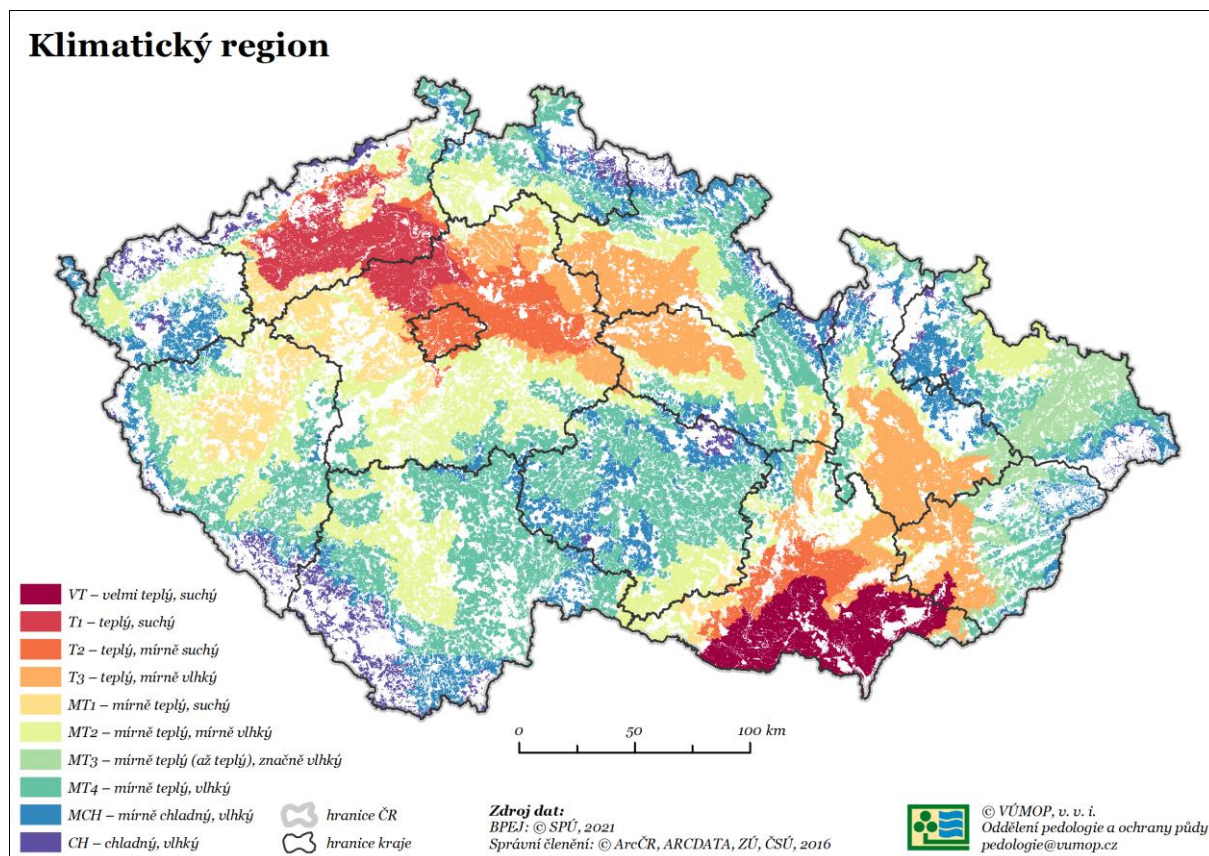 Klimatický region
VT – velmi teplý, suchý
T1 – teplý, suchý
T2 – teplý, mírně suchý
T3 – teplý, mírně vlhký
MT1 – mírně teplý, suchý
MT2 – mírně teplý, mírně vlhký
MT3 – mírně teplý (až teplý), značně vlhký
MT4 – mírně teplý, vlhký
MCH – mírně chladný, vlhký
CH – chladný, vlhký
hranice ČR
hranice kraje
0 50 100 km
Zdroj dat:
BPEJ: © SPÚ, 2021
Správní členění: © ArcČR, ARCDATA, ZÚ, ČSÚ, 2016
© VÚMOP, v. v. i.
Oddělení pedologie a ochrany půdy
pedologie@vumop.cz